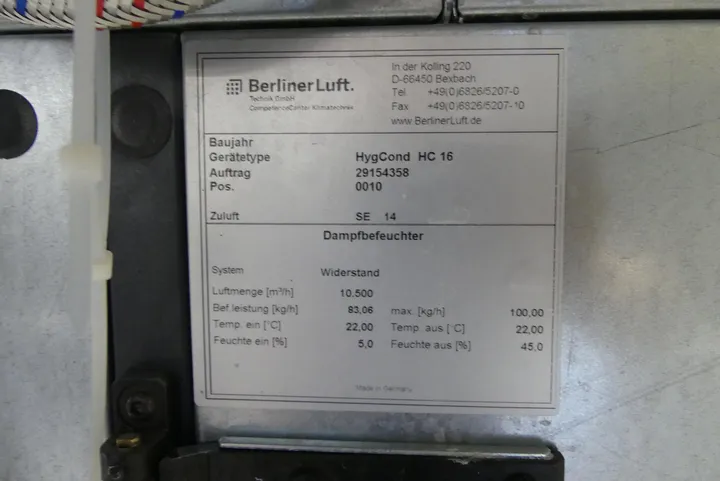 BerlinerLuft.
Technik GmbH
CompetenceCenter Klimatechnik
In der Kolling 220
D-66450 Bexbach
Tel +49(0)6826/5207-0
Fax +49(0)6826/5207-10
www.BerlinerLuft.de
Baujahr
Gerätetype HygCond HC 16
Auftrag 29154358
Pos. 0010
Zuluft SE 14
Dampfbefeuchter
System Widerstand
Luftmenge [m³/h] 10.500
Bef.leistung [kg/h] 83,06 max. [kg/h] 100,00
Temp. ein [°C] 22,00 Temp. aus [°C] 22,00
Feuchte ein [%] 5,0 Feuchte aus [%] 45,0
Made in Germany